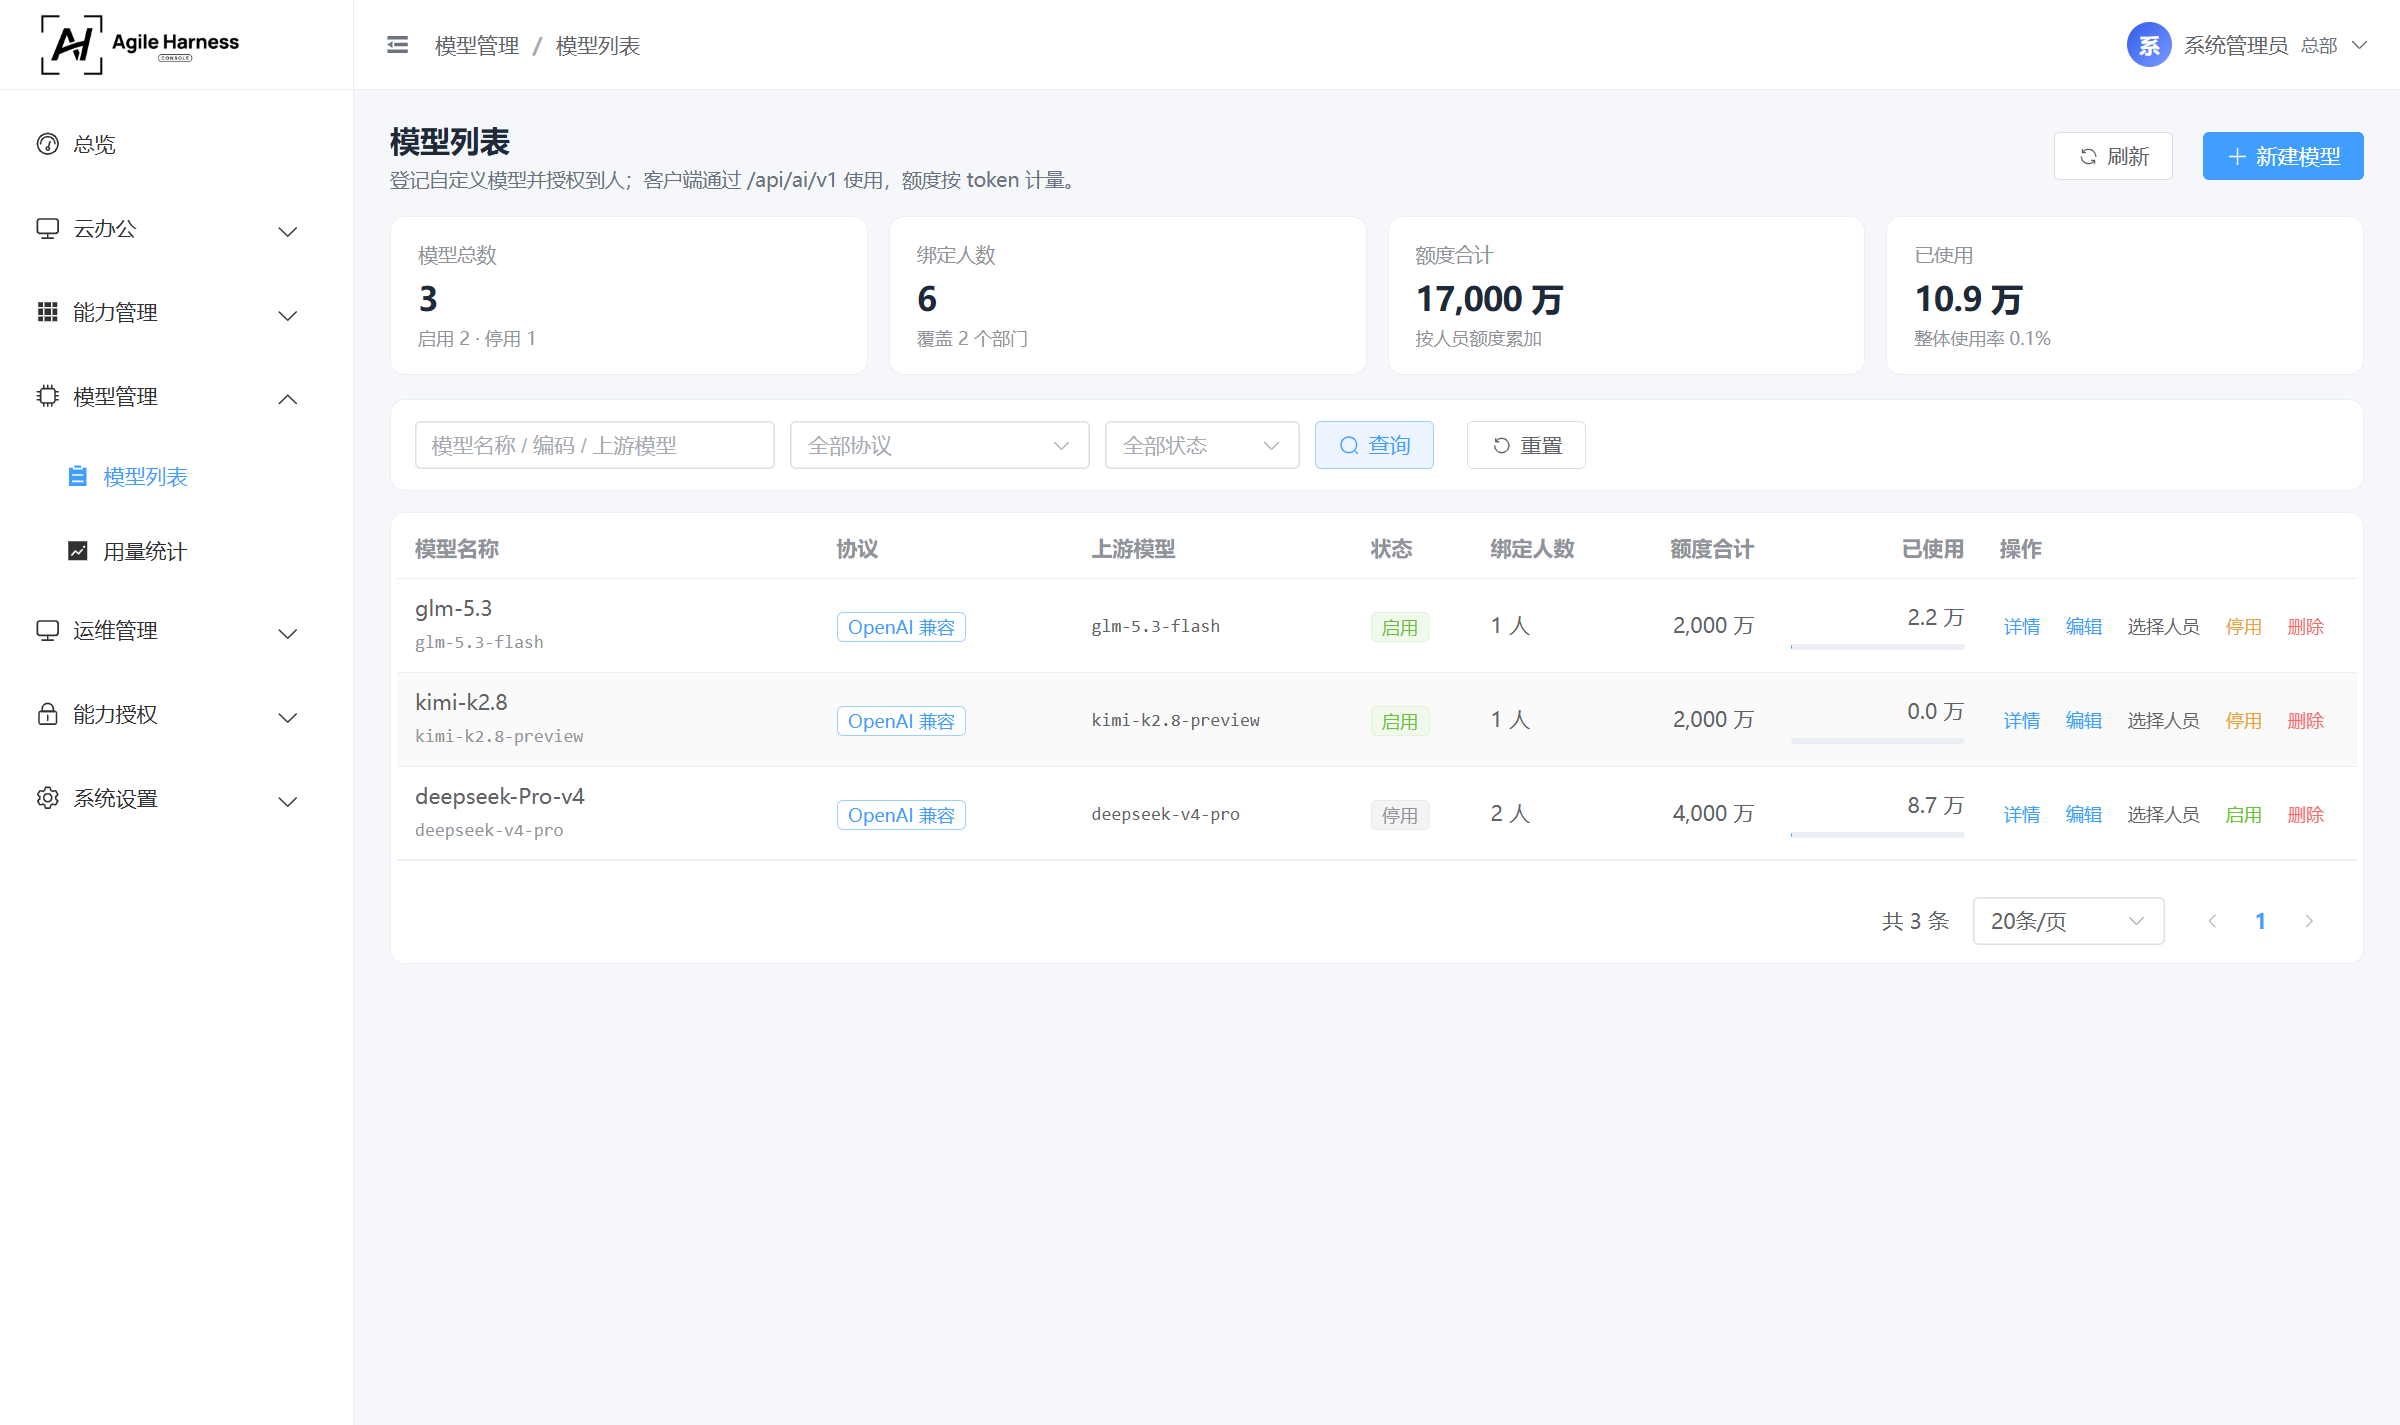 Agile Harness
CONSOLE
模型管理 / 模型列表
系 系统管理员 总部
总览
云办公
能力管理
模型管理
模型列表
用量统计
运维管理
能力授权
系统设置
模型列表
登记自定义模型并授权到人；客户端通过 /api/ai/v1 使用，额度按 token 计量。
刷新
新建模型
模型总数
3
启用 2 · 停用 1
绑定人数
6
覆盖 2 个部门
额度合计
17,000 万
按人员额度累加
已使用
10.9 万
整体使用率 0.1%
模型名称 / 编码 / 上游模型
全部协议
全部状态
查询
重置
模型名称 协议 上游模型 状态 绑定人数 额度合计 已使用 操作
glm-5.3
glm-5.3-flash
OpenAI 兼容 glm-5.3-flash 启用 1 人 2,000 万 2.2 万 详情 编辑 选择人员 停用 删除
kimi-k2.8
kimi-k2.8-preview
OpenAI 兼容 kimi-k2.8-preview 启用 1 人 2,000 万 0.0 万 详情 编辑 选择人员 停用 删除
deepseek-Pro-v4
deepseek-v4-pro
OpenAI 兼容 deepseek-v4-pro 停用 2 人 4,000 万 8.7 万 详情 编辑 选择人员 启用 删除
共 3 条 20条/页 1